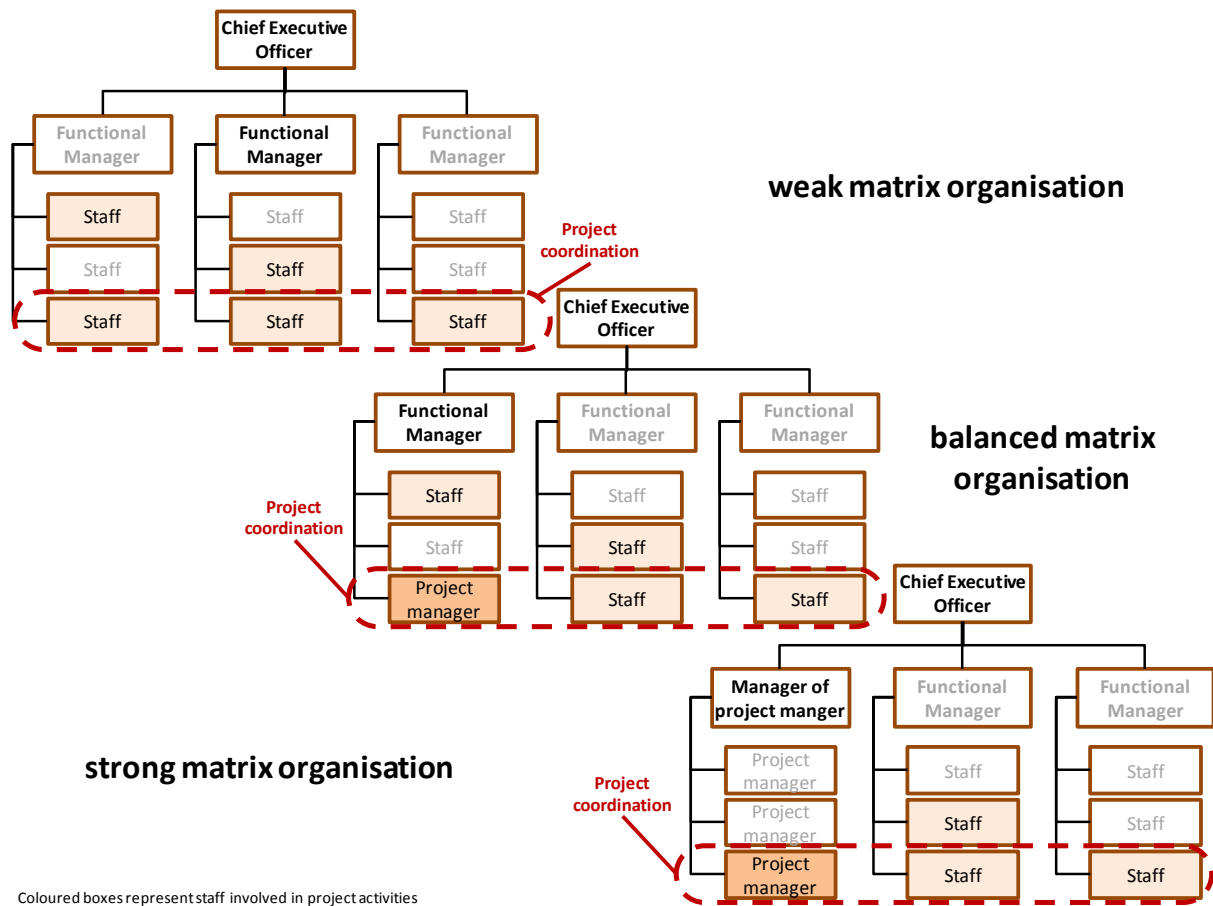 Chief Executive
Officer
Functional
Manager
Functional
Manager
Functional
Manager
Staff
Staff
Staff
Staff
Staff
Staff
Staff
Staff
Staff
Project
coordination
weak matrix organisation
Chief Executive
Officer
Functional
Manager
Functional
Manager
Functional
Manager
Staff
Staff
Staff
Staff
Staff
Staff
Project
manager
Staff
Staff
Project
coordination
balanced matrix
organisation
Chief Executive
Officer
Manager of
project manger
Functional
Manager
Functional
Manager
Project
manager
Staff
Staff
Project
manager
Staff
Staff
Project
manager
Staff
Staff
Project
coordination
strong matrix organisation
Coloured boxes represent staff involved in project activities